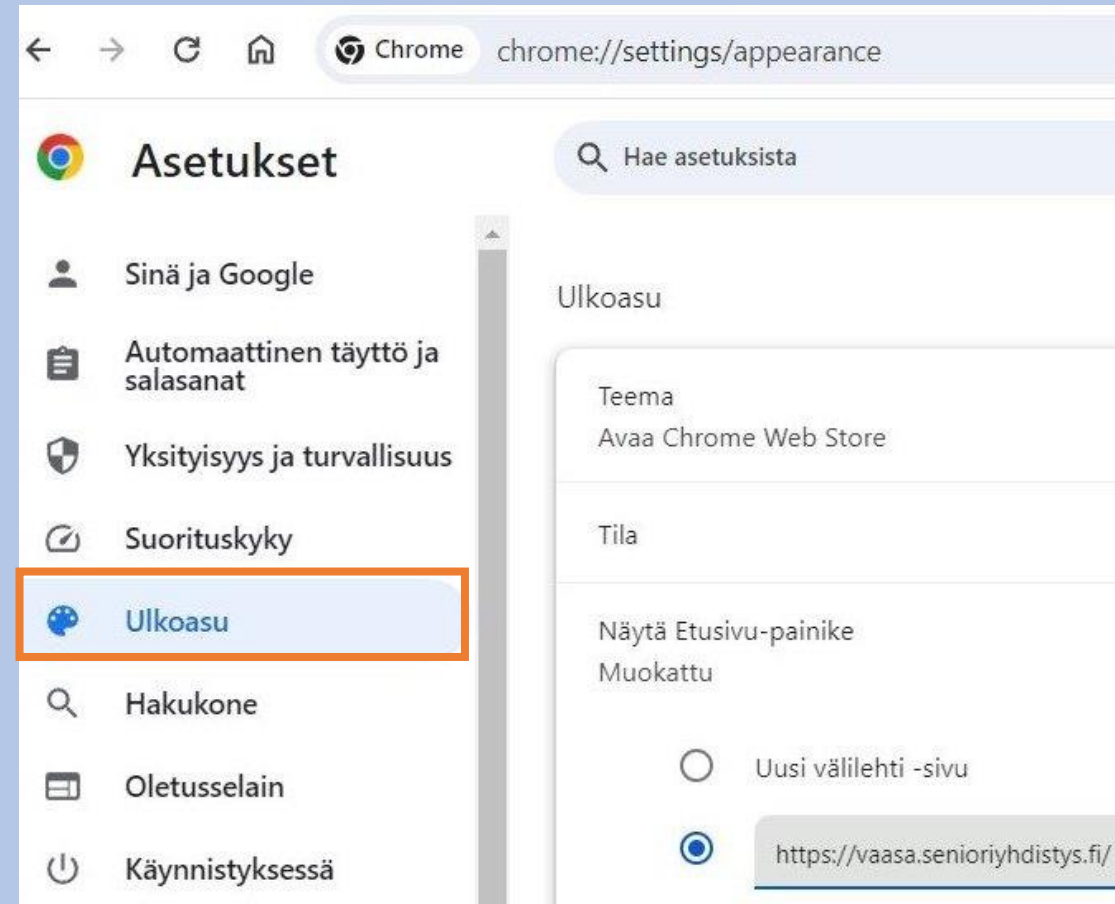 Chrome chrome://settings/appearance
Asetukset
Hae asetuksista
Sinä ja Google
Automaattinen täyttö ja
salasanat
Yksityisyys ja turvallisuus
Suorituskyky
Ulkoasu
Hakukone
Oletusselain
Käynnistyksessä
Ulkoasu
Teema
Avaa Chrome Web Store
Tila
Näytä Etusivu-painike
Muokattu
Uusi välilehti -sivu
https://vaasa.senioriyhdistys.fi/